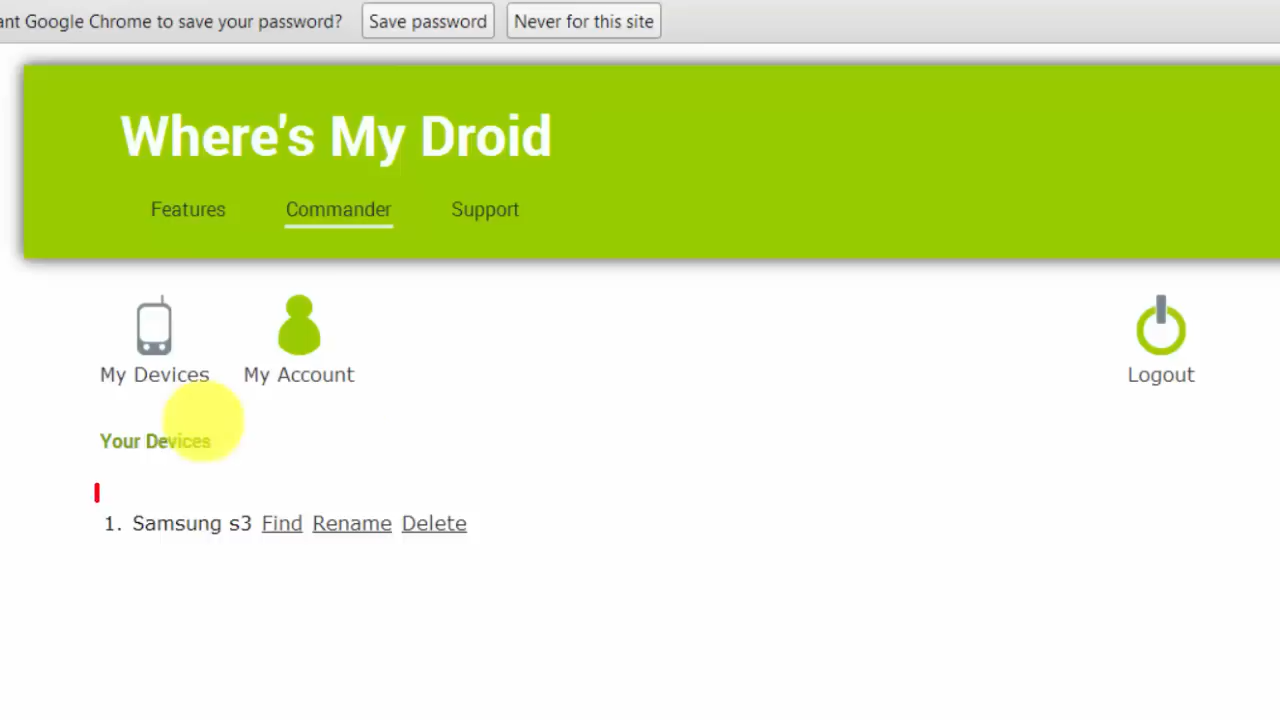 ant Google Chrome to save your password? Save password Never for this site
Where's My Droid
Features Commander Support
My Devices My Account Logout
Your Devices
1. Samsung s3 Find Rename Delete